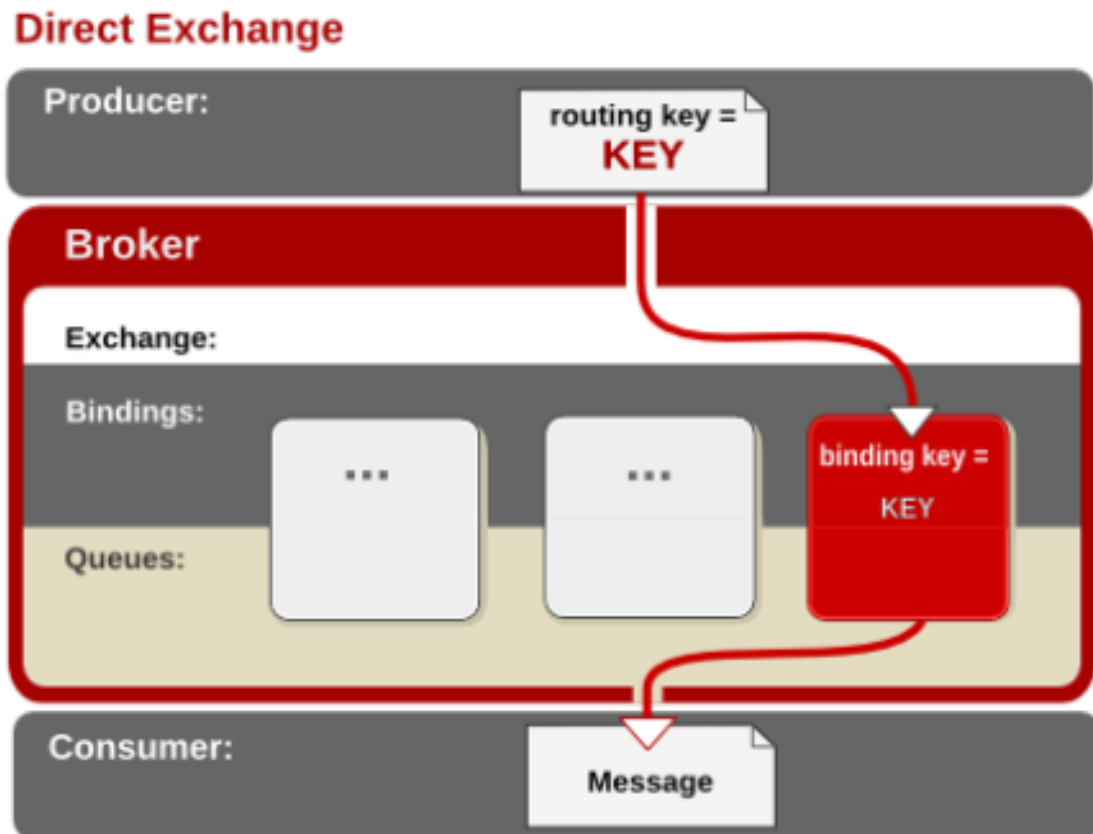 Direct Exchange
Producer:
routing key =
KEY
Broker
Exchange:
Bindings:
...
...
binding key =
KEY
Queues:
Consumer:
Message